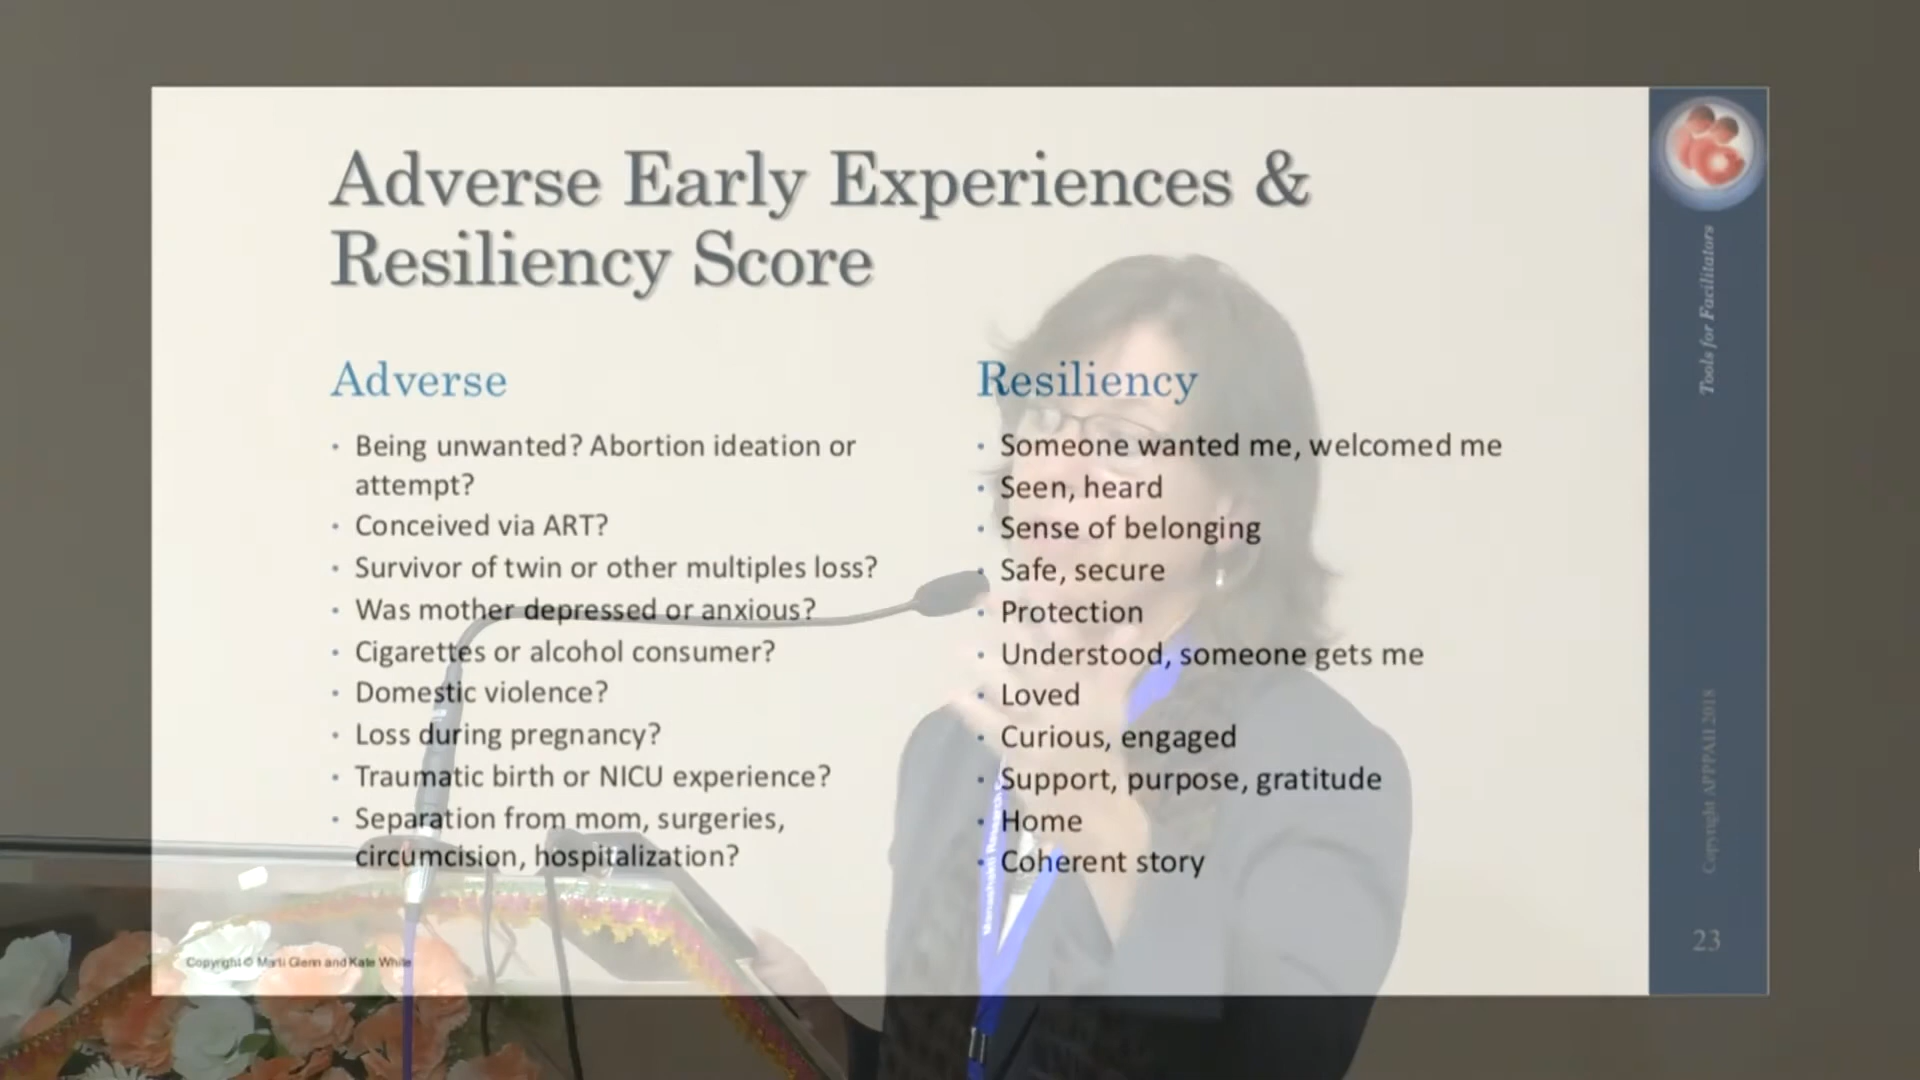 Adverse Early Experiences &
Resiliency Score
Adverse
• Being unwanted? Abortion ideation or
attempt?
• Conceived via ART?
• Survivor of twin or other multiples loss?
• Was mother depressed or anxious?
• Cigarettes or alcohol consumer?
• Domestic violence?
• Loss during pregnancy?
• Traumatic birth or NICU experience?
• Separation from mom, surgeries,
circumcision, hospitalization?
Resiliency
• Someone wanted me, welcomed me
• Seen, heard
• Sense of belonging
• Safe, secure
• Protection
• Understood, someone gets me
• Loved
• Curious, engaged
• Support, purpose, gratitude
• Home
• Coherent story
Copyright © Marti Glenn and Kate White
Tools for Facilitators
Copyright APPPAH 2018
23